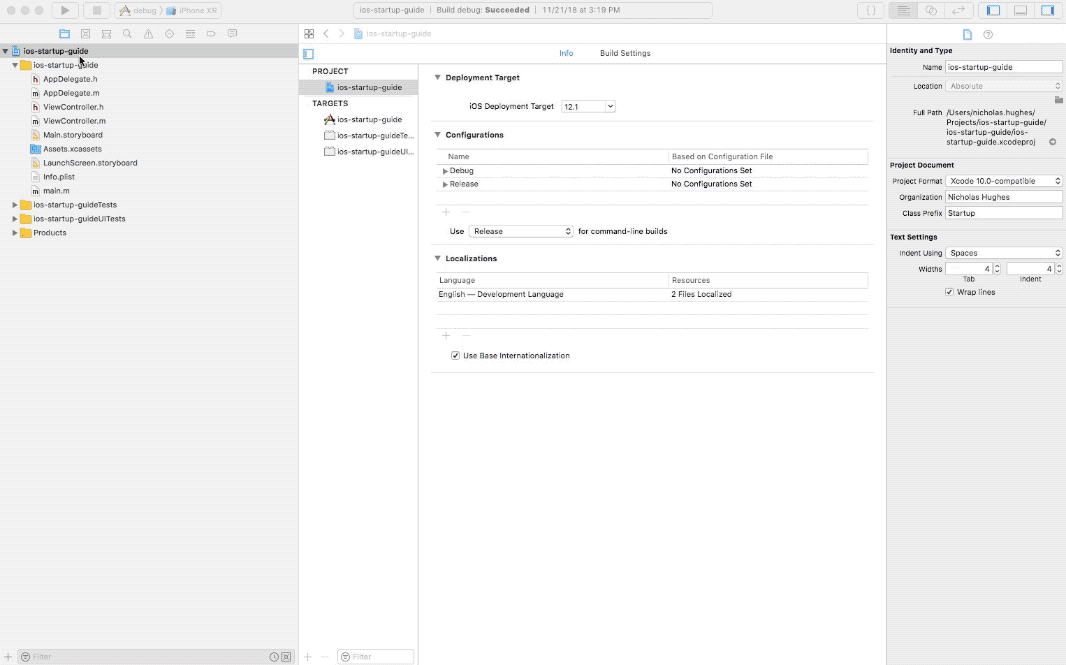 debug
iPhone XR
ios-startup-guide | Build debug: Succeeded | 11/21/18 at 3:19 PM
ios-startup-guide
ios-startup-guide
AppDelegate.h
AppDelegate.m
ViewController.h
ViewController.m
Main.storyboard
Assets.xcassets
LaunchScreen.storyboard
Info.plist
main.m
ios-startup-guideTests
ios-startup-guideUITests
Products
Filter
ios-startup-guide
Info
Build Settings
PROJECT
ios-startup-guide
TARGETS
ios-startup-guide
ios-startup-guideTe...
ios-startup-guideUI...
Filter
Deployment Target
iOS Deployment Target 12.1
Configurations
Name Based on Configuration File
Debug No Configurations Set
Release No Configurations Set
Use Release for command-line builds
Localizations
Language Resources
English — Development Language 2 Files Localized
Use Base Internationalization
Identity and Type
Name ios-startup-guide
Location Absolute
Full Path /Users/nicholas.hughes/
Projects/ios-startup-guide/
ios-startup-guide/ios-
startup-guide.xcodeproj
Project Document
Project Format Xcode 10.0-compatible
Organization Nicholas Hughes
Class Prefix Startup
Text Settings
Indent Using Spaces
Widths 4 4
Tab Indent
Wrap lines